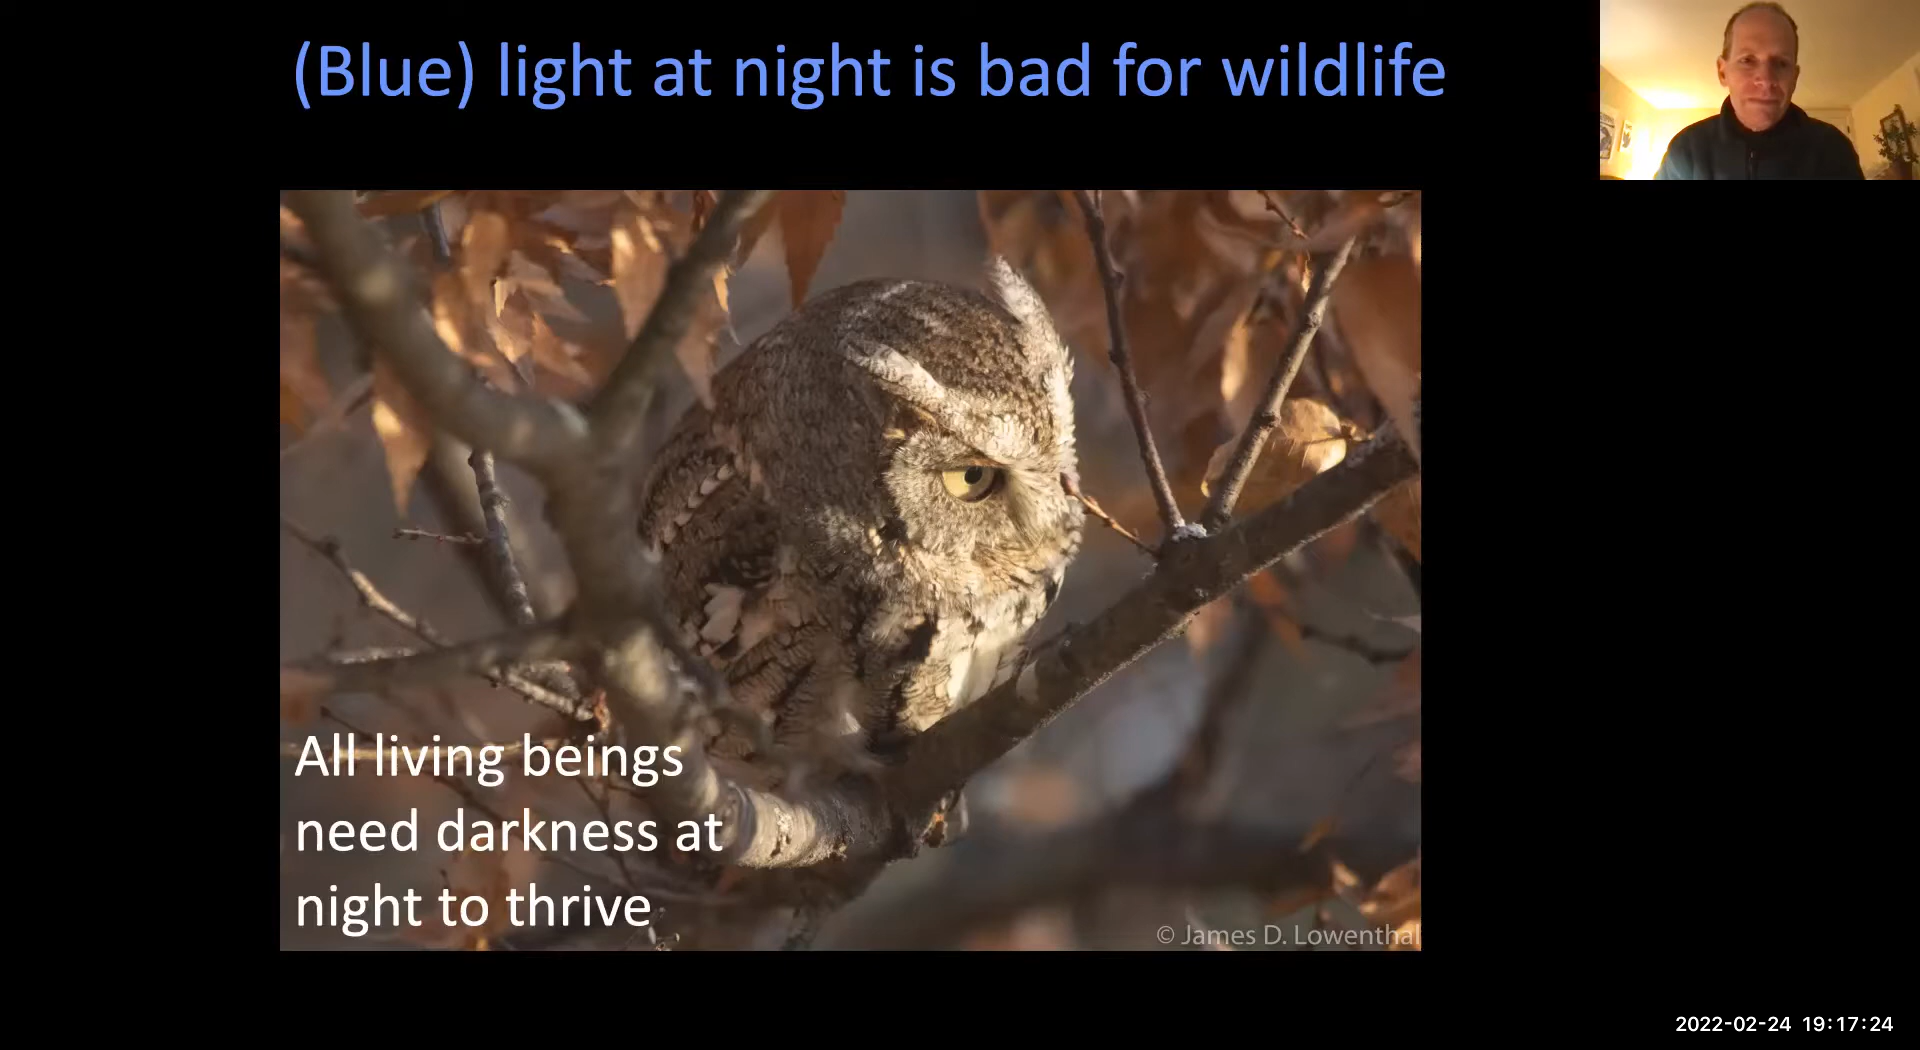 (Blue) light at night is bad for wildlife
All living beings
need darkness at
night to thrive
© James D. Lowenthal
2022-02-24 19:17:24